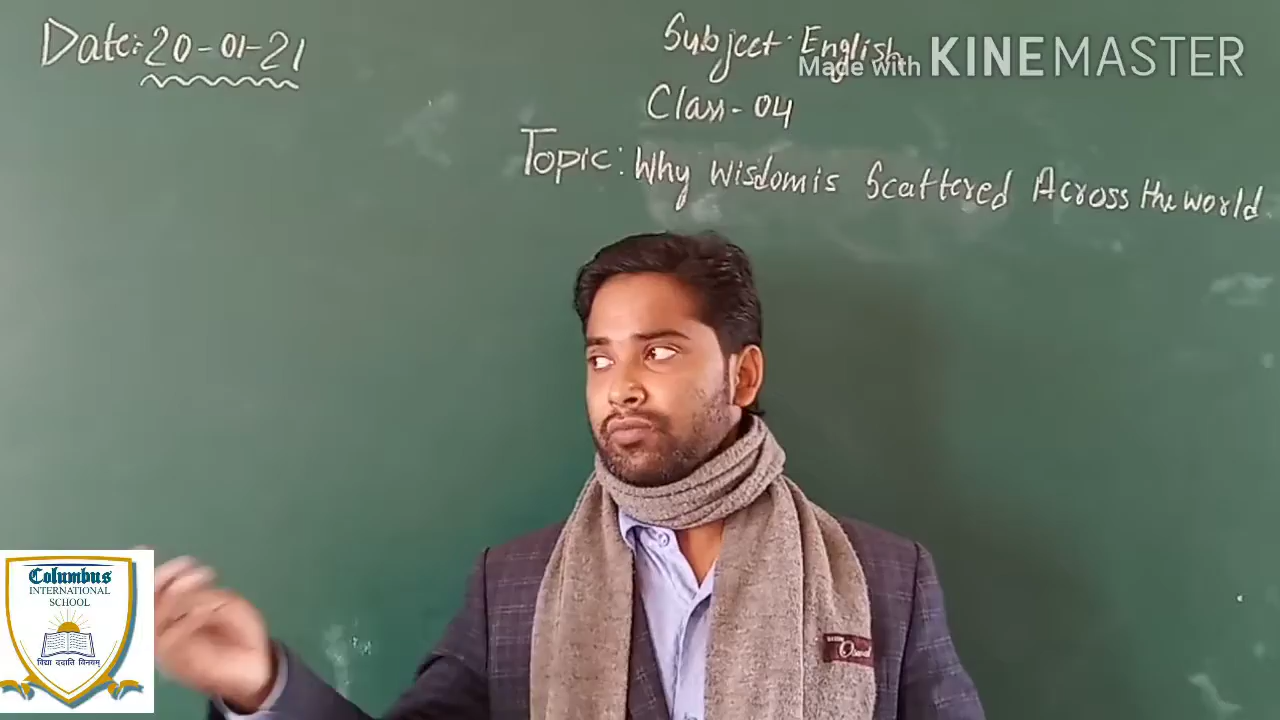 Date: 20-01-21
Subject: English
Made with KINEMASTER
Class-04
Topic: Why Wisdom is Scattered Across the world.
Columbus
INTERNATIONAL
SCHOOL
विद्या ददाति विनयम्